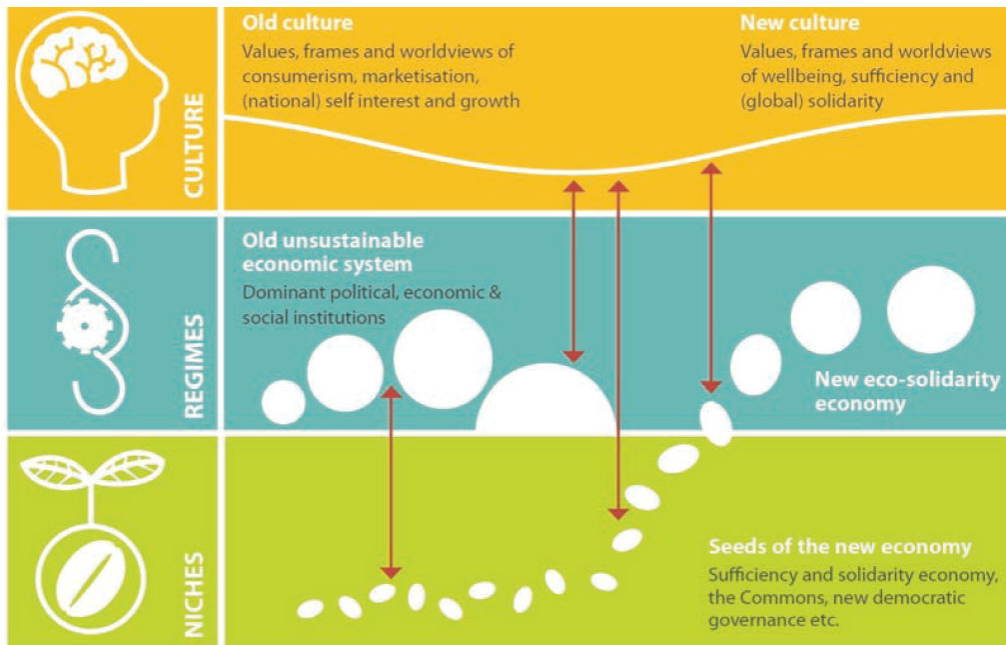 CULTURE
Old culture
Values, frames and worldviews of
consumerism, marketisation,
(national) self interest and growth
New culture
Values, frames and worldviews
of wellbeing, sufficiency and
(global) solidarity
REGIMES
Old unsustainable
economic system
Dominant political, economic &
social institutions
New eco-solidarity
economy
NICHES
Seeds of the new economy
Sufficiency and solidarity economy,
the Commons, new democratic
governance etc.